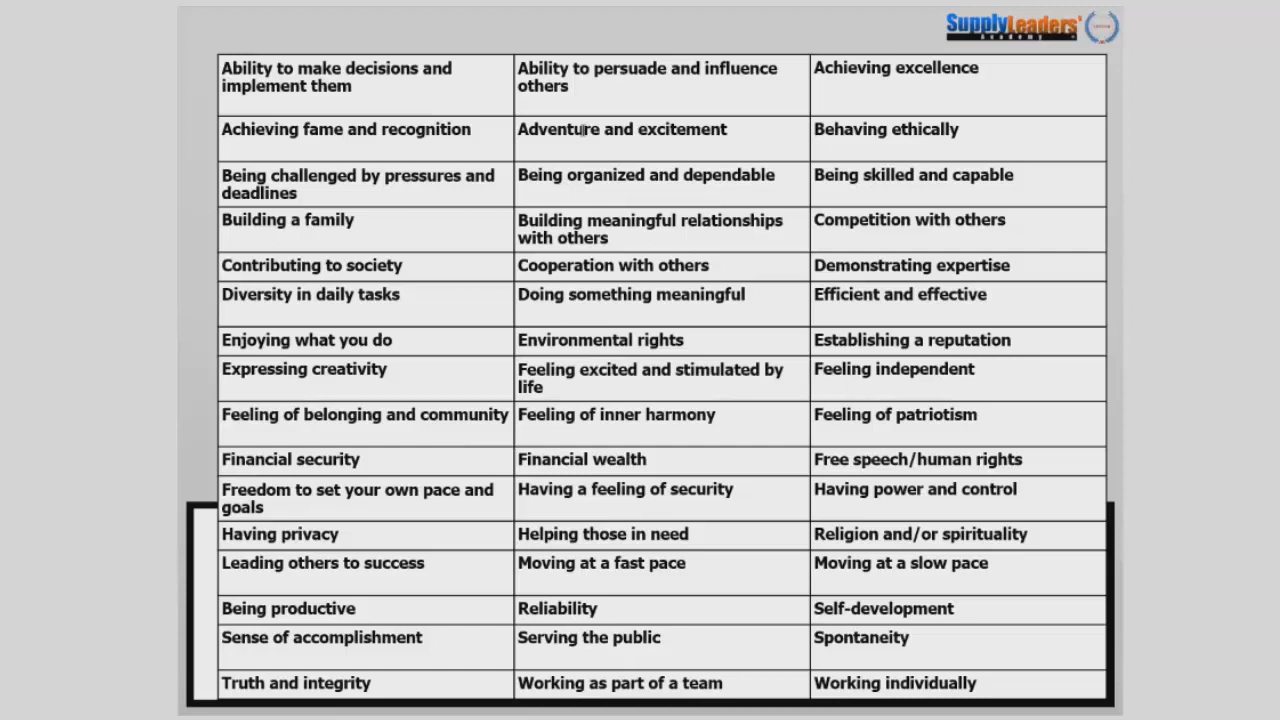 SupplyLeaders'
Academy
Ability to make decisions and
implement them
Ability to persuade and influence
others
Achieving excellence
Achieving fame and recognition
Adventure and excitement
Behaving ethically
Being challenged by pressures and
deadlines
Being organized and dependable
Being skilled and capable
Building a family
Building meaningful relationships
with others
Competition with others
Contributing to society
Cooperation with others
Demonstrating expertise
Diversity in daily tasks
Doing something meaningful
Efficient and effective
Enjoying what you do
Environmental rights
Establishing a reputation
Expressing creativity
Feeling excited and stimulated by
life
Feeling independent
Feeling of belonging and community
Feeling of inner harmony
Feeling of patriotism
Financial security
Financial wealth
Free speech/human rights
Freedom to set your own pace and
goals
Having a feeling of security
Having power and control
Having privacy
Helping those in need
Religion and/or spirituality
Leading others to success
Moving at a fast pace
Moving at a slow pace
Being productive
Reliability
Self-development
Sense of accomplishment
Serving the public
Spontaneity
Truth and integrity
Working as part of a team
Working individually